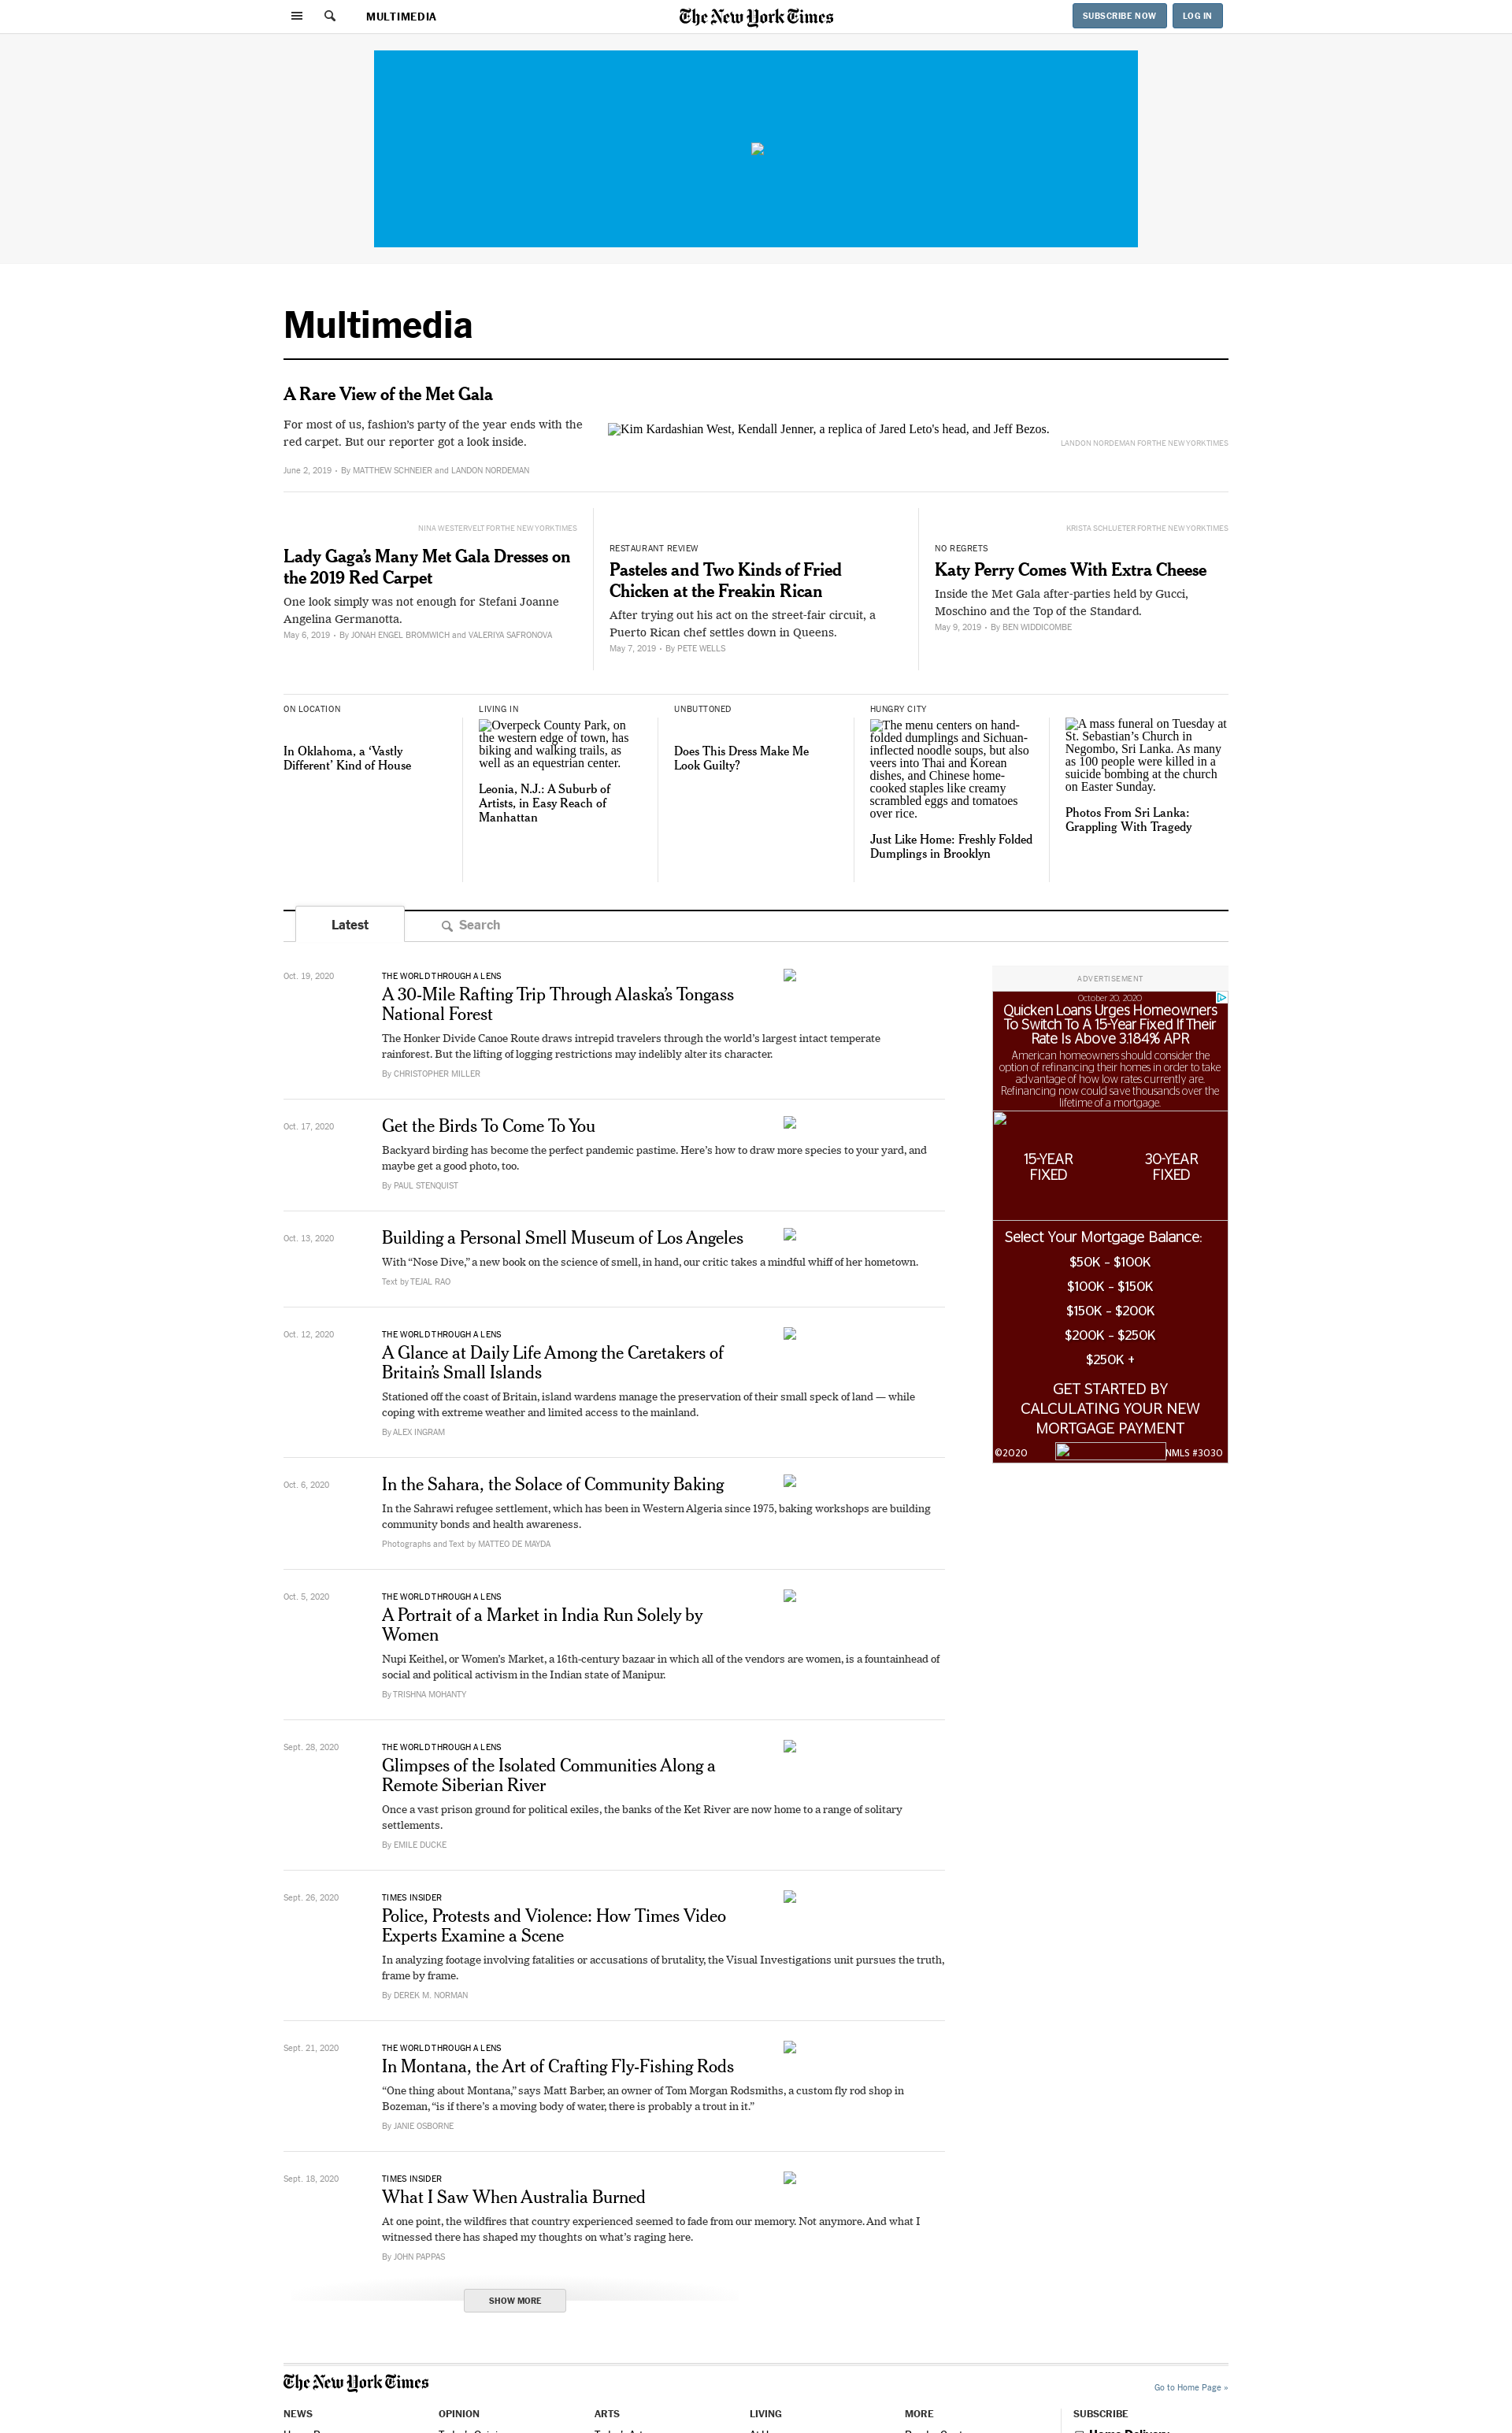 MULTIMEDIA
The New York Times
SUBSCRIBE NOW
LOG IN
Multimedia
A Rare View of the Met Gala
For most of us, fashion's party of the year ends with the
red carpet. But our reporter got a look inside.
June 2, 2019 • By MATTHEW SCHNEIER and LANDON NORDEMAN
Kim Kardashian West, Kendall Jenner, a replica of Jared Leto's head, and Jeff Bezos.
LANDON NORDEMAN FOR THE NEW YORK TIMES
NINA WESTERVELT FOR THE NEW YORK TIMES
Lady Gaga's Many Met Gala Dresses on
the 2019 Red Carpet
One look simply was not enough for Stefani Joanne
Angelina Germanotta.
May 6, 2019 • By JONAH ENGEL BROMWICH and VALERIYA SAFRONOVA
RESTAURANT REVIEW
Pasteles and Two Kinds of Fried
Chicken at the Freakin Rican
After trying out his act on the street-fair circuit, a
Puerto Rican chef settles down in Queens.
May 7, 2019 • By PETE WELLS
KRISTA SCHLUETER FOR THE NEW YORK TIMES
NO REGRETS
Katy Perry Comes With Extra Cheese
Inside the Met Gala after-parties held by Gucci,
Moschino and the Top of the Standard.
May 9, 2019 • By BEN WIDDICOMBE
ON LOCATION
In Oklahoma, a ‘Vastly
Different’ Kind of House
LIVING IN
Overpeck County Park, on
the western edge of town, has
biking and walking trails, as
well as an equestrian center.
Leonia, N.J.: A Suburb of
Artists, in Easy Reach of
Manhattan
UNBUTTONED
Does This Dress Make Me
Look Guilty?
HUNGRY CITY
The menu centers on hand-
folded dumplings and Sichuan-
inflected noodle soups, but also
veers into Thai and Korean
dishes, and Chinese home-
cooked staples like creamy
scrambled eggs and tomatoes
over rice.
Just Like Home: Freshly Folded
Dumplings in Brooklyn
A mass funeral on Tuesday at
St. Sebastian’s Church in
Negombo, Sri Lanka. As many
as 100 people were killed in a
suicide bombing at the church
on Easter Sunday.
Photos From Sri Lanka:
Grappling With Tragedy
Latest
Search
Oct. 19, 2020
THE WORLD THROUGH A LENS
A 30-Mile Rafting Trip Through Alaska’s Tongass
National Forest
The Honker Divide Canoe Route draws intrepid travelers through the world’s largest intact temperate
rainforest. But the lifting of logging restrictions may indelibly alter its character.
By CHRISTOPHER MILLER
Oct. 17, 2020
Get the Birds To Come To You
Backyard birding has become the perfect pandemic pastime. Here’s how to draw more species to your yard, and
maybe get a good photo, too.
By PAUL STENQUIST
Oct. 13, 2020
Building a Personal Smell Museum of Los Angeles
With “Nose Dive,” a new book on the science of smell, in hand, our critic takes a mindful whiff of her hometown.
Text by TEJAL RAO
Oct. 12, 2020
THE WORLD THROUGH A LENS
A Glance at Daily Life Among the Caretakers of
Britain’s Small Islands
Stationed off the coast of Britain, island wardens manage the preservation of their small speck of land — while
coping with extreme weather and limited access to the mainland.
By ALEX INGRAM
Oct. 6, 2020
In the Sahara, the Solace of Community Baking
In the Sahrawi refugee settlement, which has been in Western Algeria since 1975, baking workshops are building
community bonds and health awareness.
Photographs and Text by MATTEO DE MAYDA
Oct. 5, 2020
THE WORLD THROUGH A LENS
A Portrait of a Market in India Run Solely by
Women
Nupi Keithel, or Women’s Market, a 16th-century bazaar in which all of the vendors are women, is a fountainhead of
social and political activism in the Indian state of Manipur.
By TRISHNA MOHANTY
Sept. 28, 2020
THE WORLD THROUGH A LENS
Glimpses of the Isolated Communities Along a
Remote Siberian River
Once a vast prison ground for political exiles, the banks of the Ket River are now home to a range of solitary
settlements.
By EMILE DUCKE
Sept. 26, 2020
TIMES INSIDER
Police, Protests and Violence: How Times Video
Experts Examine a Scene
In analyzing footage involving fatalities or accusations of brutality, the Visual Investigations unit pursues the truth,
frame by frame.
By DEREK M. NORMAN
Sept. 21, 2020
THE WORLD THROUGH A LENS
In Montana, the Art of Crafting Fly-Fishing Rods
“One thing about Montana,” says Matt Barber, an owner of Tom Morgan Rodsmiths, a custom fly rod shop in
Bozeman, “is if there’s a moving body of water, there is probably a trout in it.”
By JANIE OSBORNE
Sept. 18, 2020
TIMES INSIDER
What I Saw When Australia Burned
At one point, the wildfires that country experienced seemed to fade from our memory. Not anymore. And what I
witnessed there has shaped my thoughts on what’s raging here.
By JOHN PAPPAS
SHOW MORE
ADVERTISEMENT
October 20, 2020
Quicken Loans Urges Homeowners
To Switch To A 15-Year Fixed If Their
Rate Is Above 3.184% APR
American homeowners should consider the
option of refinancing their homes in order to take
advantage of how low rates currently are.
Refinancing now could save thousands over the
lifetime of a mortgage.
15-YEAR
FIXED
30-YEAR
FIXED
Select Your Mortgage Balance:
$50K - $100K
$100K - $150K
$150K - $200K
$200K - $250K
$250K +
GET STARTED BY
CALCULATING YOUR NEW
MORTGAGE PAYMENT
©2020
NMLS #3030
The New York Times
Go to Home Page »
NEWS
OPINION
ARTS
LIVING
MORE
SUBSCRIBE